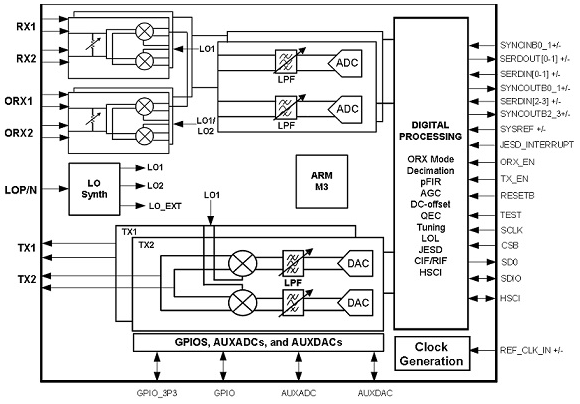 RX1
RX2
LO1
ORX1
ORX2
LO1/
LO2
LPF
ADC
LPF
ADC
LOP/N
LO
Synth
LO1
LO2
LO_EXT
ARM
M3
TX1
TX2
LO1
TX1
TX2
LPF
DAC
DAC
GPIOS, AUXADCs, and AUXDACs
GPIO_3P3
GPIO
AUXADC
AUXDAC
DIGITAL
PROCESSING
ORX Mode
Decimation
pFIR
AGC
DC-offset
QEC
Tuning
LOL
JESD
CIF/RIF
HSCI
Clock
Generation
SYNCINB0_1+/-
SERDOUT[0-1] +/-
SERDIN[0-1] +/-
SYNCOUTB0_1+/-
SERDIN[2-3] +/-
SYNCOUTB2_3+/-
SYSREF +/-
JESD_INTERRUPT
ORX_EN
TX_EN
RESETB
TEST
SCLK
CSB
SD0
SDIO
HSCI
REF_CLK_IN +/-